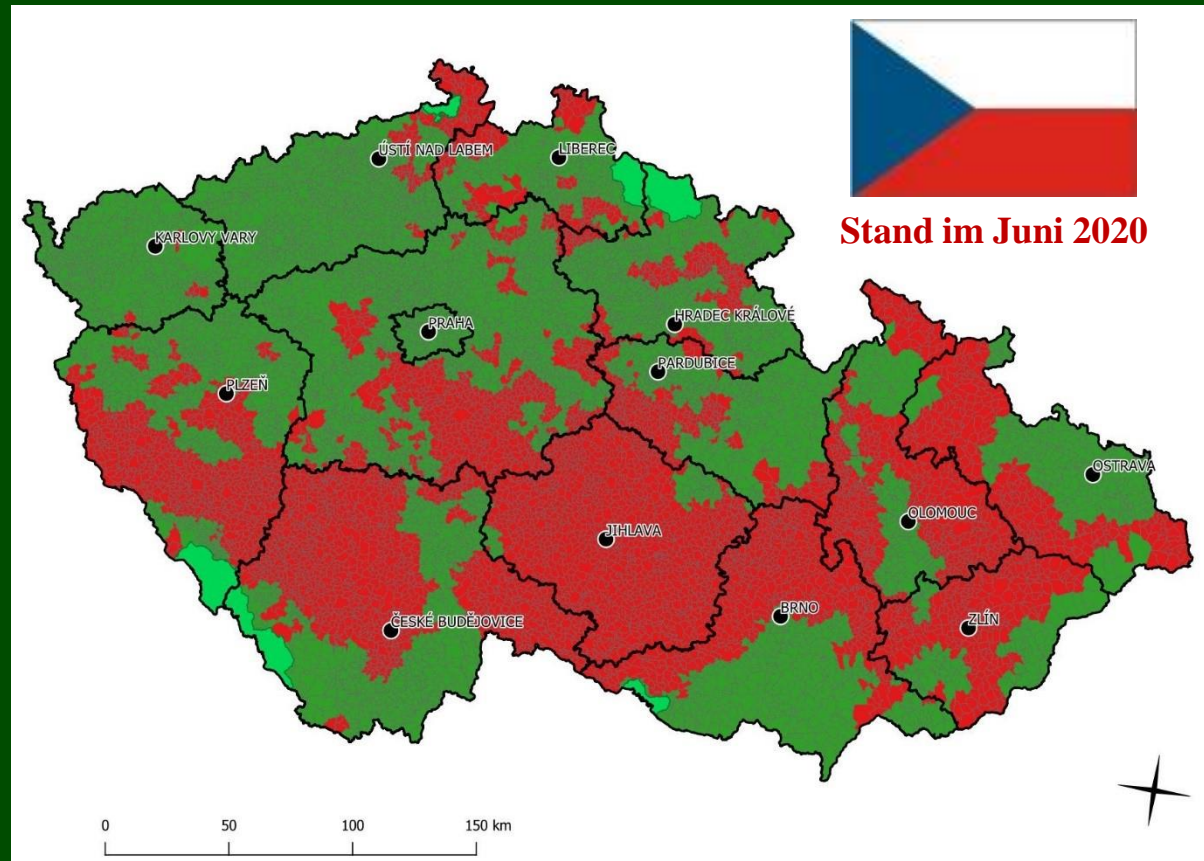 Stand im Juni 2020
ÚSTÍ NAD LABEM
LIBEREC
KARLOVY VARY
PRAHA
HRADEC KRÁLOVÉ
PARDUBICE
PLZEŇ
OSTRAVA
OLOMOUC
JIHLAVA
BRNO
ZLÍN
ČESKÉ BUDĚJOVICE
0 50 100 150 km